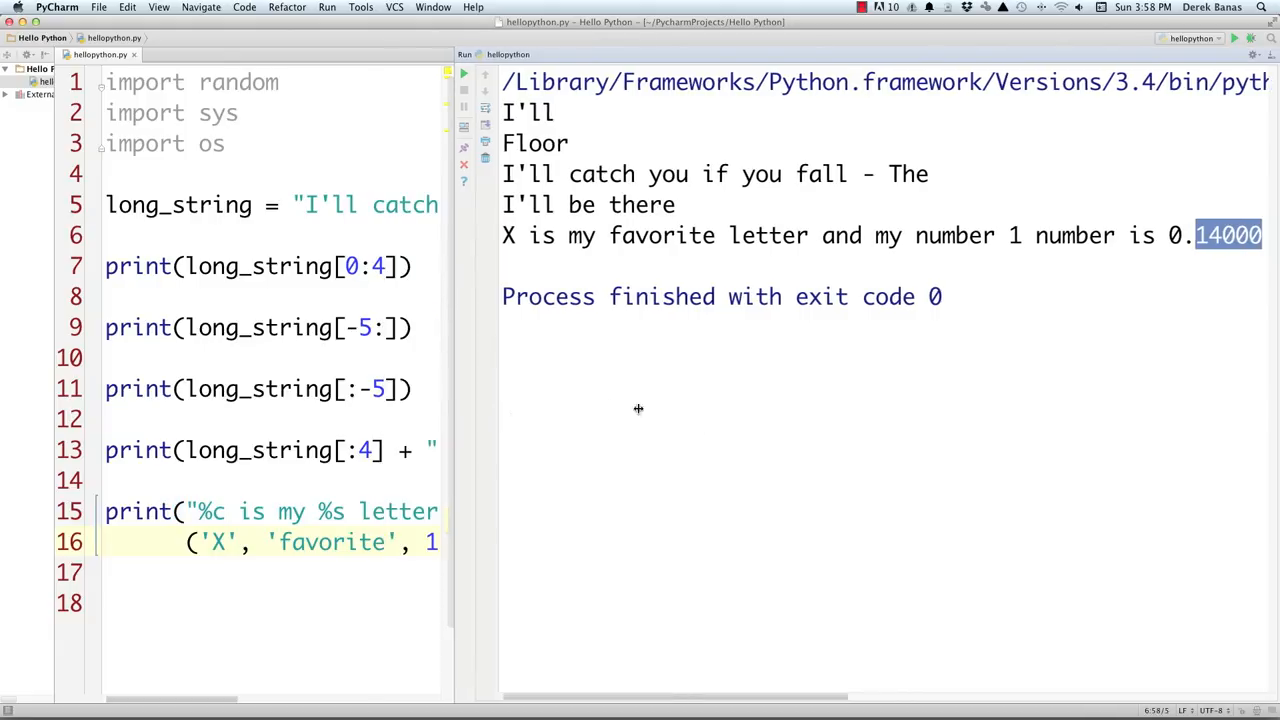 PyCharm File Edit View Navigate Code Refactor Run Tools VCS Window Help 10 Sun 3:58 PM Derek Banas
hellopython.py - Hello Python - [~/PycharmProjects/Hello Python]
Hello Python hellopython.py hellopython
hellopython.py
Run hellopython
Hello P
hell
Extern
1 import random
2 import sys
3 import os
4
5 long_string = "I'll catch
6
7 print(long_string[0:4])
8
9 print(long_string[-5:])
10
11 print(long_string[:-5])
12
13 print(long_string[:4] + "
14
15 print("%c is my %s letter
16 ('X', 'favorite', 1
17
18
/Library/Frameworks/Python.framework/Versions/3.4/bin/pyth
I'll
Floor
I'll catch you if you fall - The
I'll be there
X is my favorite letter and my number 1 number is 0.14000
Process finished with exit code 0
6:58/5 LF UTF-8